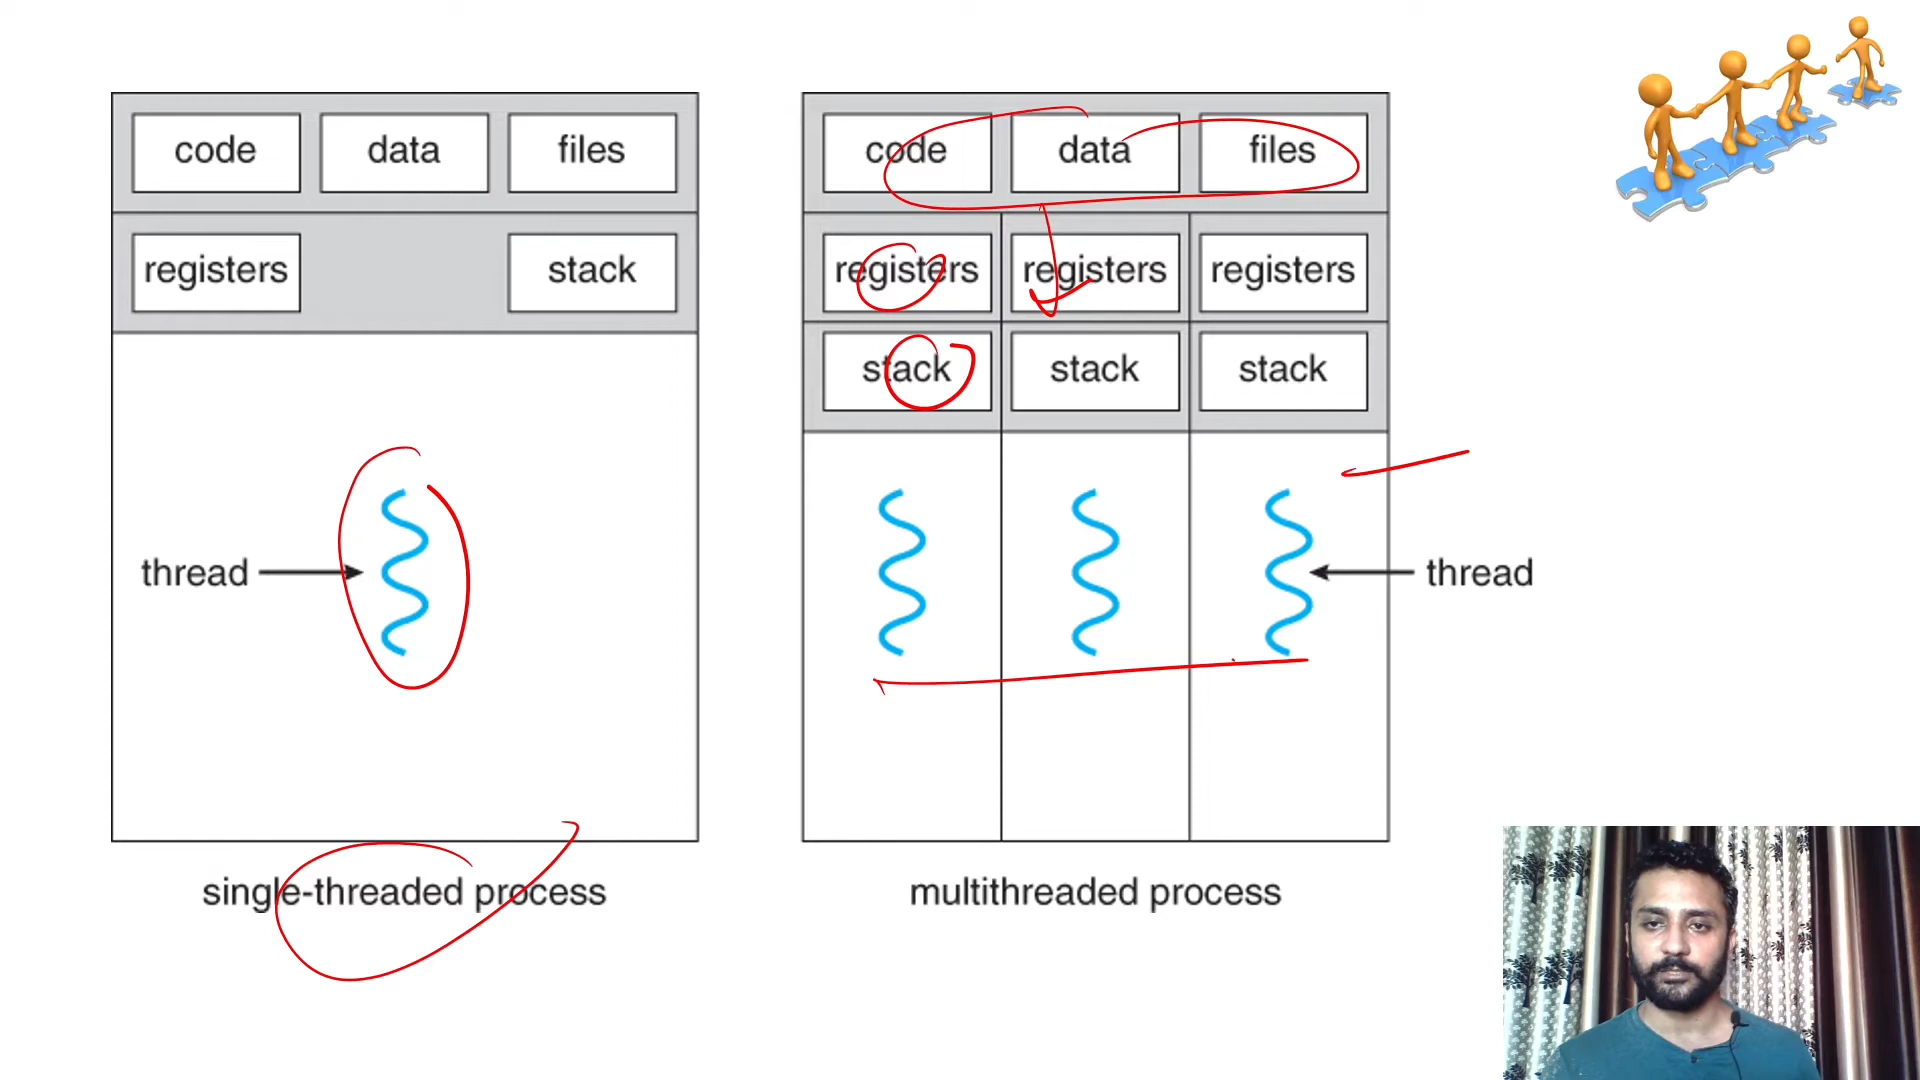 code data files
registers stack
thread
single-threaded process
code data files
registers registers registers
stack stack stack
thread
multithreaded process